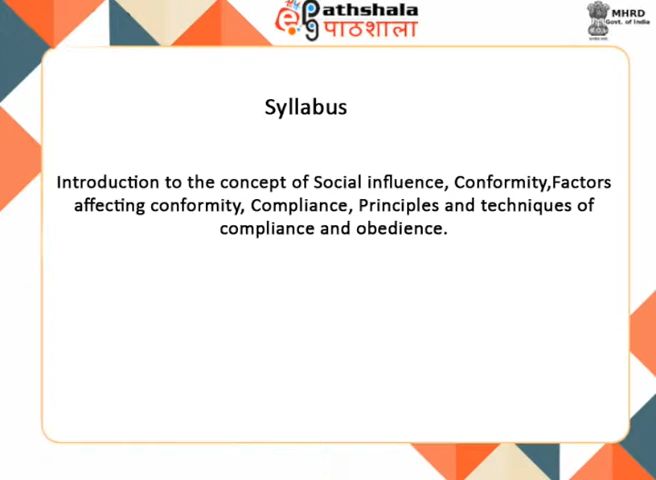 Pathshala
पाठशाला
MHRD
Govt. of India
Syllabus
Introduction to the concept of Social influence, Conformity,Factors
affecting conformity, Compliance, Principles and techniques of
compliance and obedience.